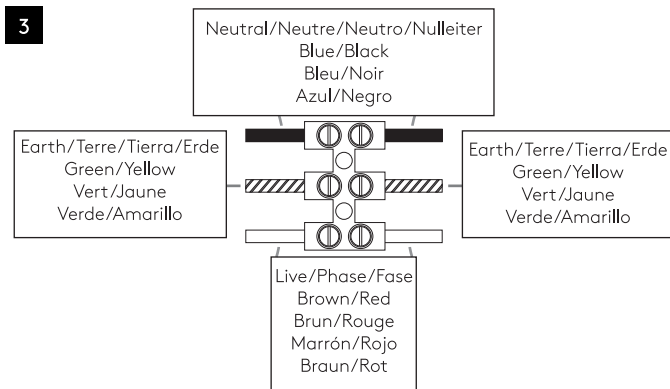 3
Neutral/Neutre/Neutro/Nulleiter
Blue/Black
Bleu/Noir
Azul/Negro
Earth/Terre/Tierra/Erde
Green/Yellow
Vert/Jaune
Verde/Amarillo
Earth/Terre/Tierra/Erde
Green/Yellow
Vert/Jaune
Verde/Amarillo
Live/Phase/Fase
Brown/Red
Brun/Rouge
Marrón/Rojo
Braun/Rot